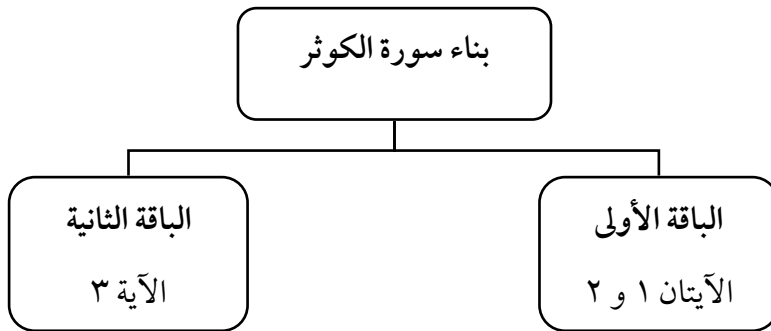 بناء سورة الكوثر
الباقة الأولى
الآيتان ١ و ٢
الباقة الثانية
الآية ٣